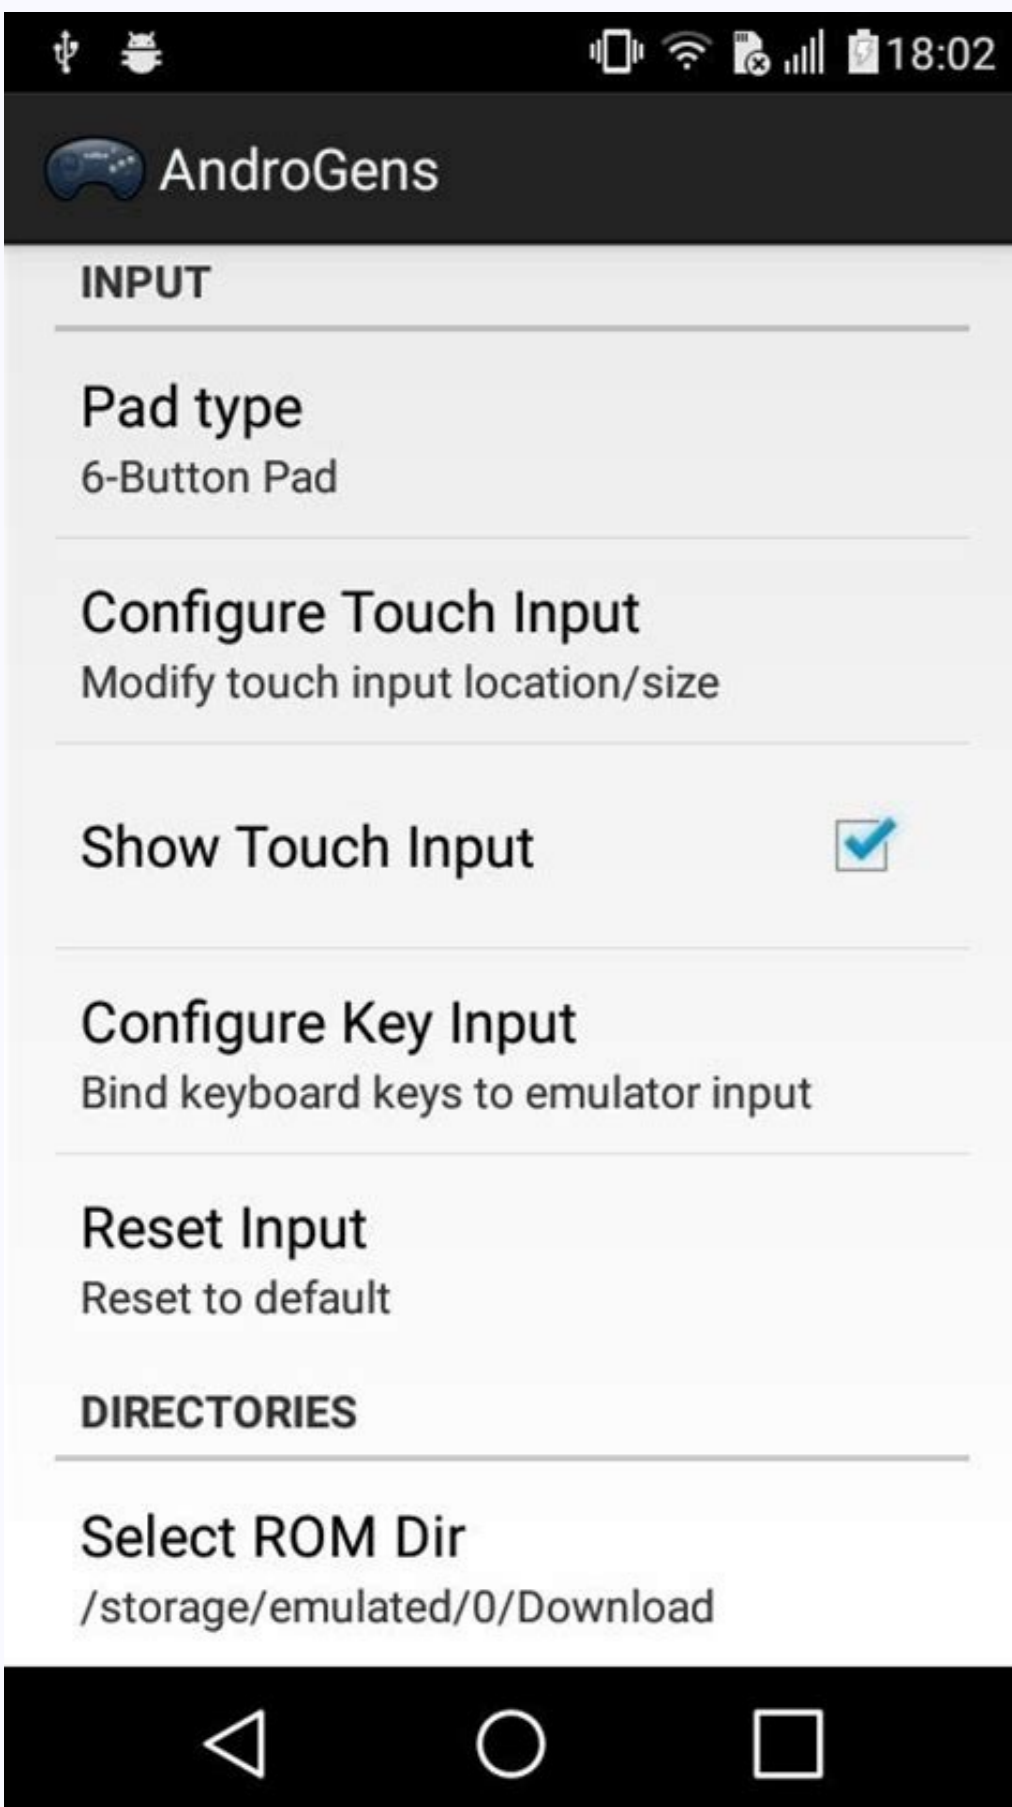 18:02
AndroGens
INPUT
Pad type
6-Button Pad
Configure Touch Input
Modify touch input location/size
Show Touch Input
Configure Key Input
Bind keyboard keys to emulator input
Reset Input
Reset to default
DIRECTORIES
Select ROM Dir
/storage/emulated/0/Download